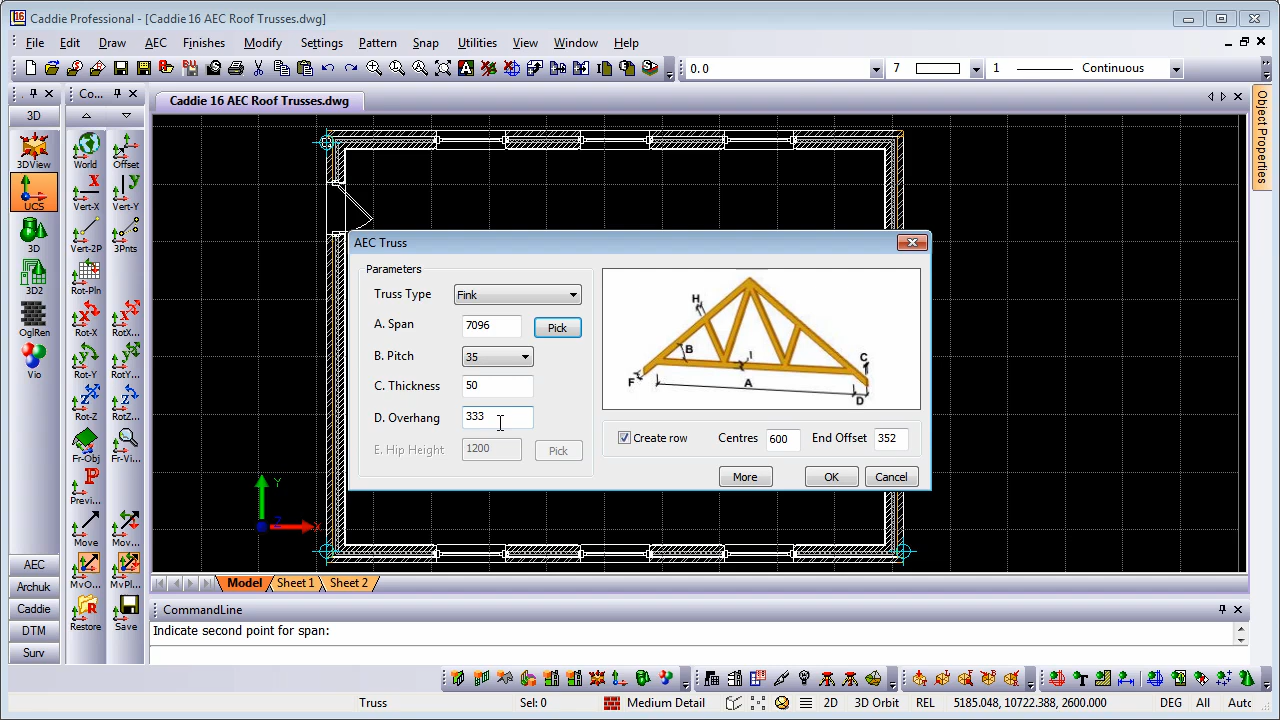 Caddie Professional - [Caddie 16 AEC Roof Trusses.dwg]
File Edit Draw AEC Finishes Modify Settings Pattern Snap Utilities View Window Help
0. 0 7 1 Continuous
Co...
Caddie 16 AEC Roof Trusses.dwg
Object Properties
3D
3DView
World
Offset
UCS
Vert-X
Vert-Y
3D
Vert-2P
3Pnts
3D2
Rot-Pln
Rot-W...
OglRen
Rot-X
RotX...
Vio
Rot-Y
RotY...
Rot-Z
RotZ...
Fr-Obj
Fr-Vi...
Previ...
Move
Mov...
MvO...
MvPl...
Restore
Save
AEC
Archuk
Caddie
DTM
Surv
AEC Truss
Parameters
Truss Type Fink
A. Span 7096 Pick
B. Pitch 35
C. Thickness 50
D. Overhang 333
E. Hip Height 1200 Pick
H
B
I
C
F
A
D
Create row Centres 600 End Offset 352
More OK Cancel
Y
Z
X
Model Sheet 1 Sheet 2
CommandLine
Indicate second point for span:
Truss Sel: 0 Medium Detail 2D 3D Orbit REL 5185.048, 10722.388, 2600.000 DEG All Auto